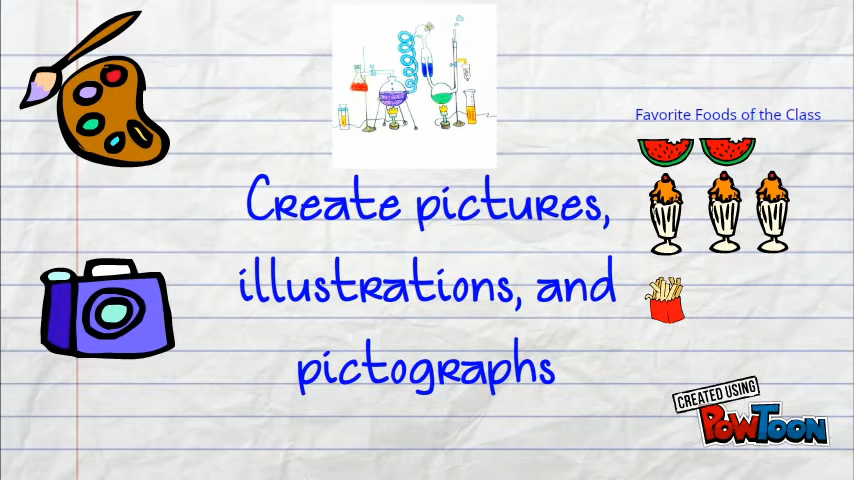 Favorite Foods of the Class
Create pictures,
illustrations, and
pictographs
CREATED USING
POWTOON